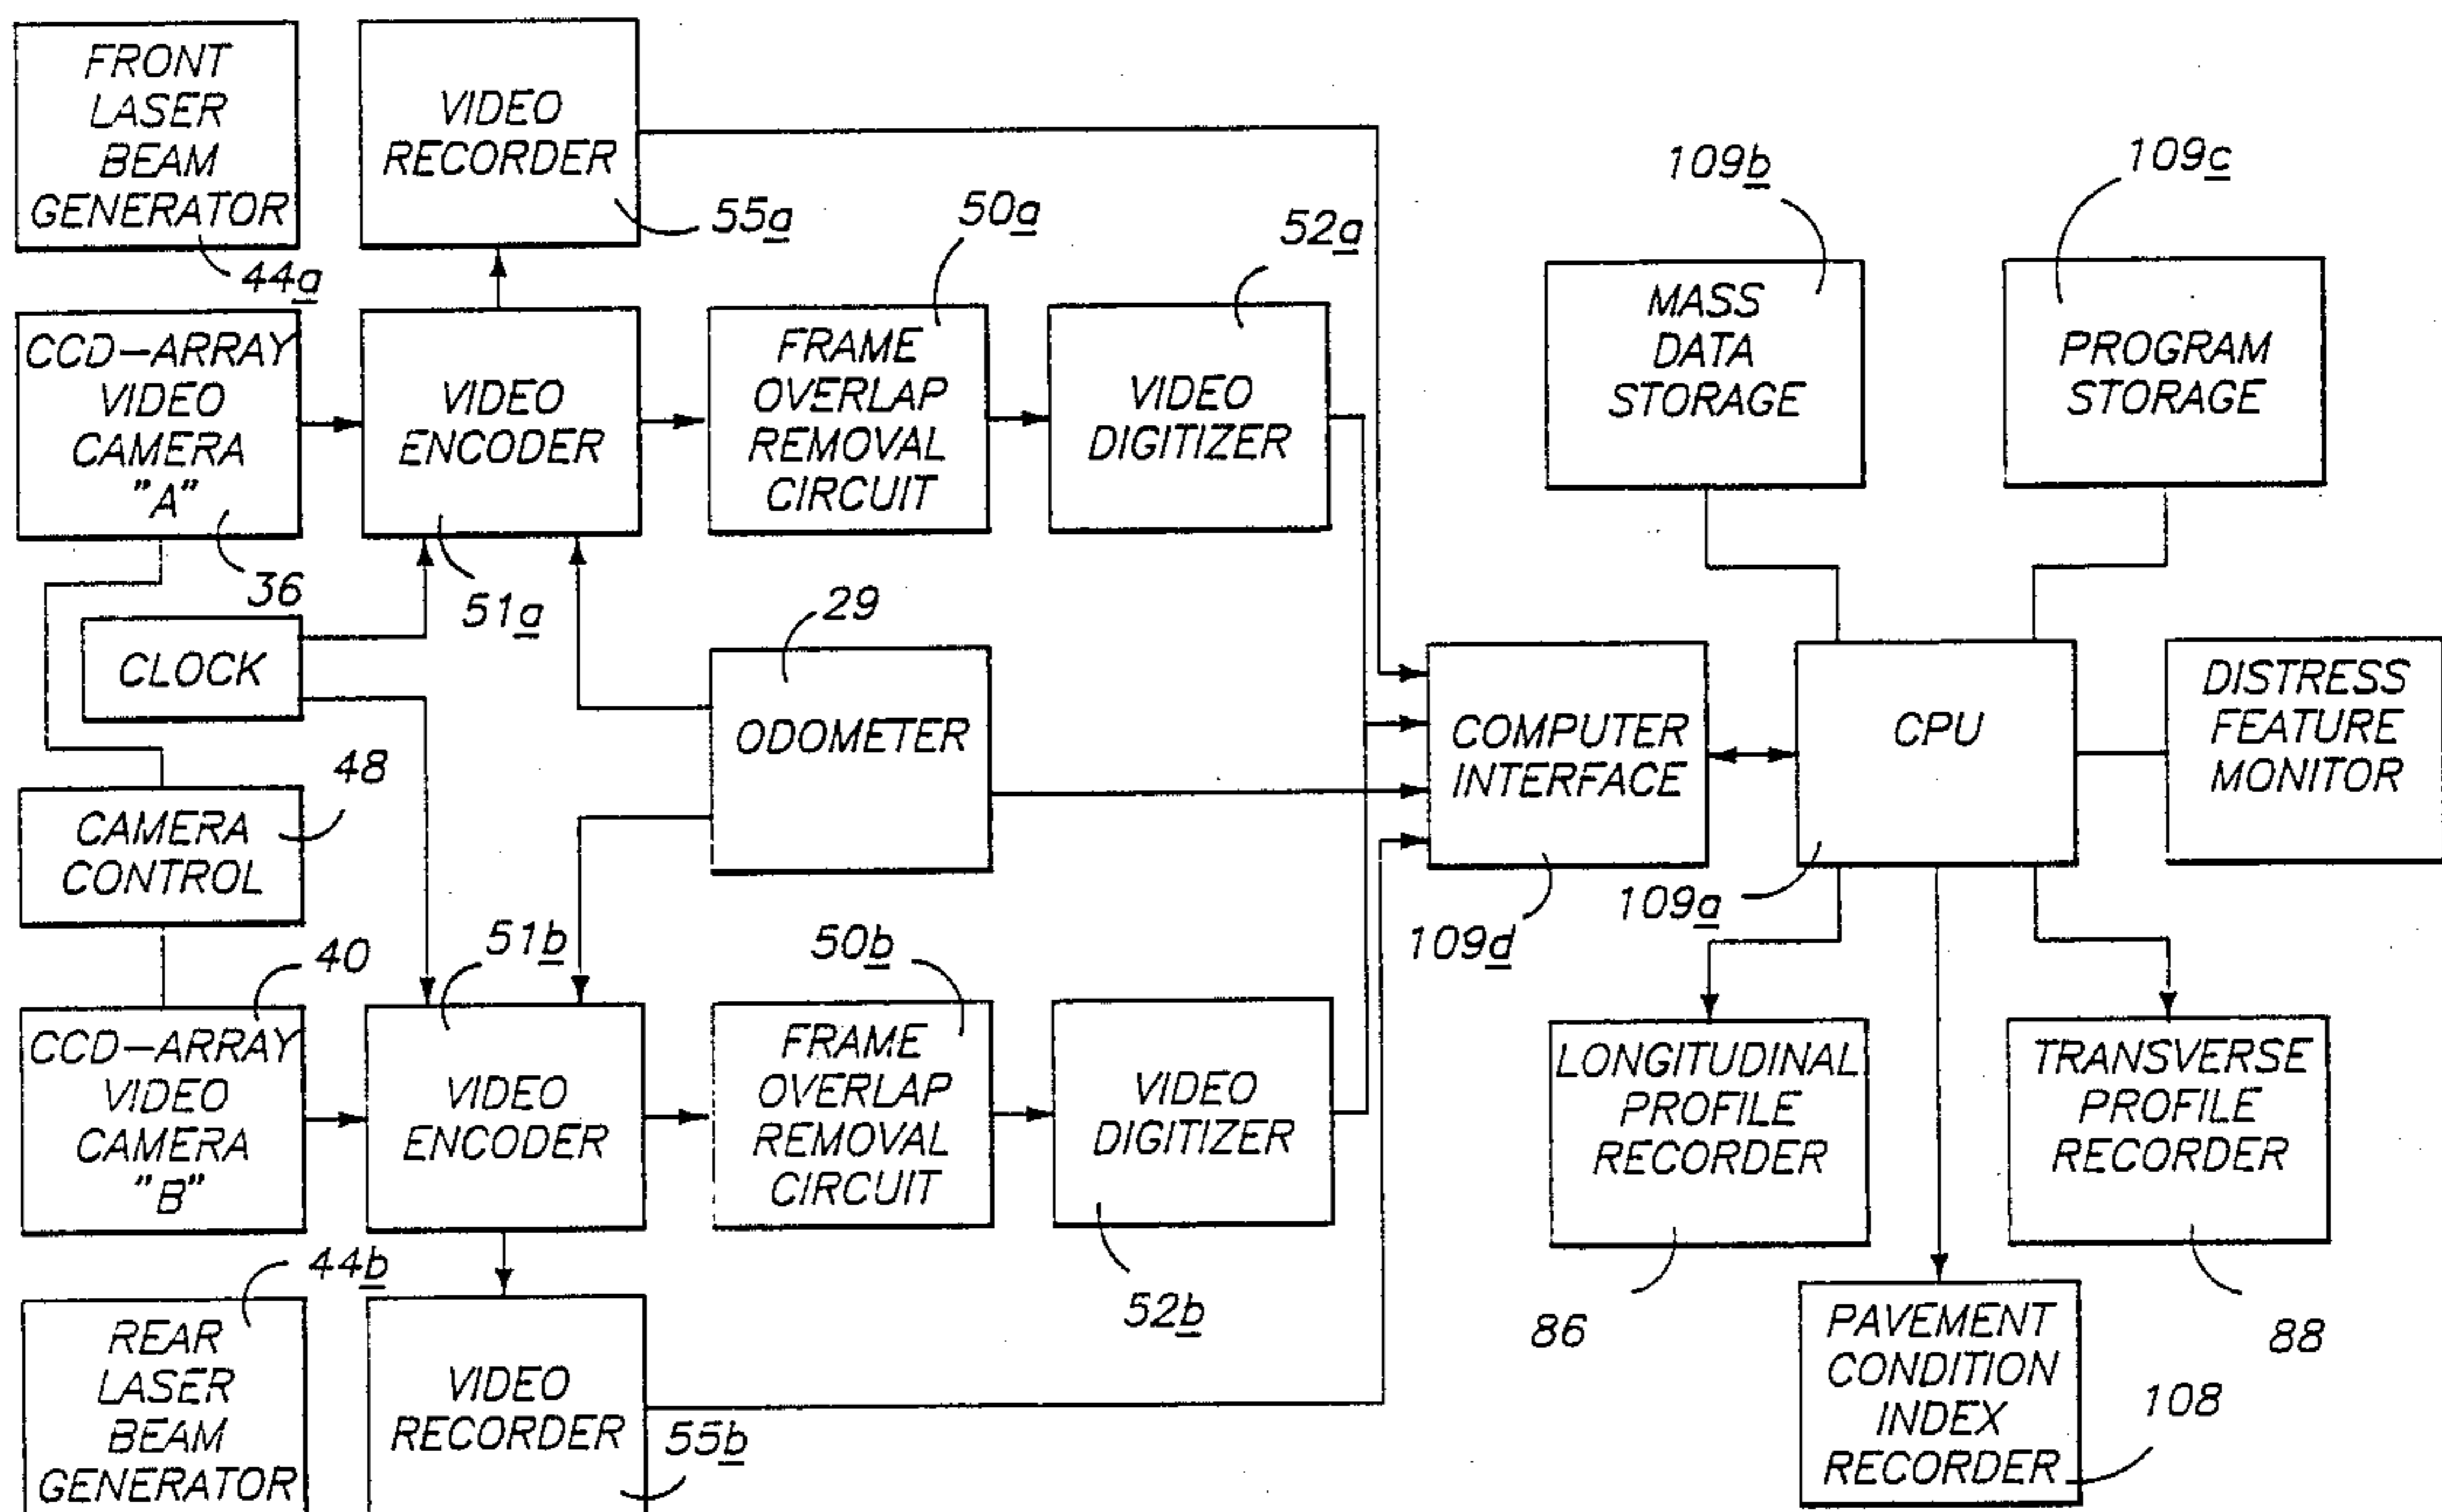 FRONT
LASER
BEAM
GENERATOR
44a
VIDEO
RECORDER
55a
CCD-ARRAY
VIDEO
CAMERA
"A"
36
VIDEO
ENCODER
51a
FRAME
OVERLAP
REMOVAL
CIRCUIT
50a
VIDEO
DIGITIZER
52a
CLOCK
ODOMETER
29
CAMERA
CONTROL
48
CCD-ARRAY
VIDEO
CAMERA
"B"
40
VIDEO
ENCODER
51b
FRAME
OVERLAP
REMOVAL
CIRCUIT
50b
VIDEO
DIGITIZER
52b
REAR
LASER
BEAM
GENERATOR
44b
VIDEO
RECORDER
55b
MASS
DATA
STORAGE
109b
PROGRAM
STORAGE
109c
COMPUTER
INTERFACE
109d
CPU
109a
DISTRESS
FEATURE
MONITOR
LONGITUDINAL
PROFILE
RECORDER
86
TRANSVERSE
PROFILE
RECORDER
88
PAVEMENT
CONDITION
INDEX
RECORDER
108